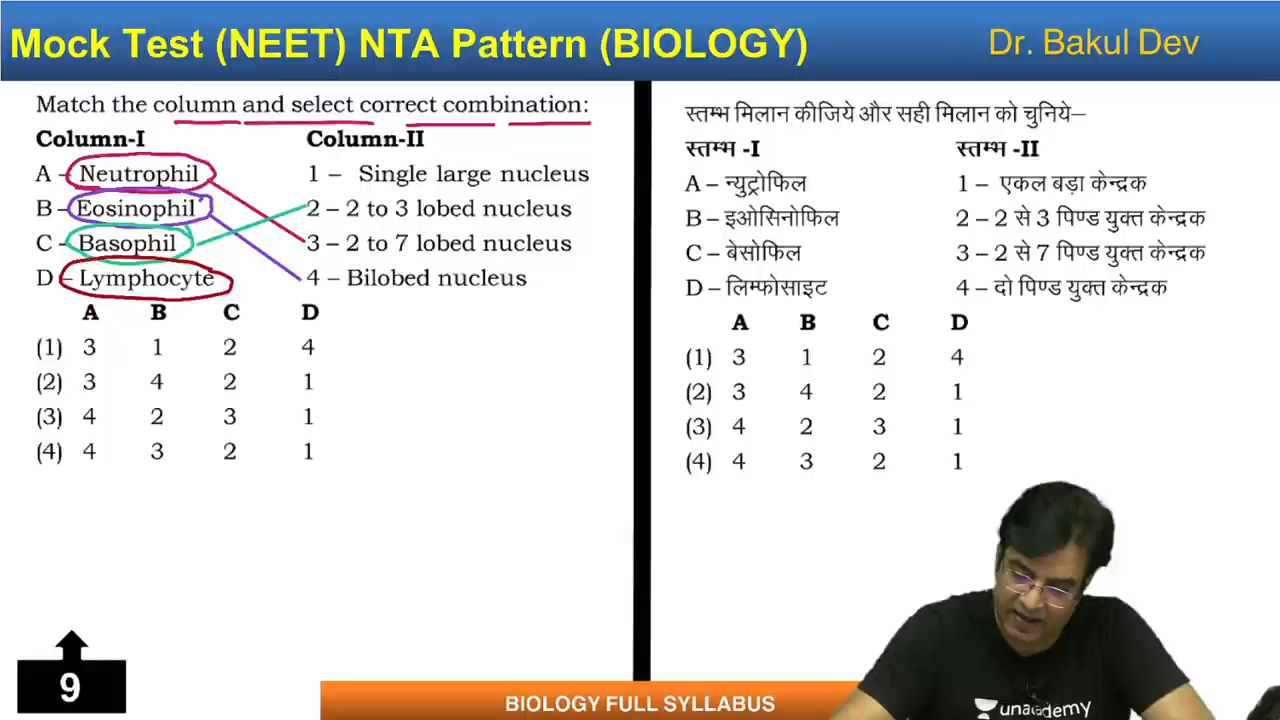 Mock Test (NEET) NTA Pattern (BIOLOGY)
Dr. Bakul Dev
Match the column and select correct combination:
Column-I Column-II
A – Neutrophil 1 – Single large nucleus
B – Eosinophil 2 – 2 to 3 lobed nucleus
C – Basophil 3 – 2 to 7 lobed nucleus
D – Lymphocyte 4 – Bilobed nucleus
A B C D
(1) 3 1 2 4
(2) 3 4 2 1
(3) 4 2 3 1
(4) 4 3 2 1
स्तम्भ मिलान कीजिये और सही मिलान को चुनिये–
स्तम्भ -I स्तम्भ -II
A – न्युट्रोफिल 1 – एकल बड़ा केन्द्रक
B – इओसिनोफिल 2 – 2 से 3 पिण्ड युक्त केन्द्रक
C – बेसोफिल 3 – 2 से 7 पिण्ड युक्त केन्द्रक
D – लिम्फोसाइट 4 – दो पिण्ड युक्त केन्द्रक
A B C D
(1) 3 1 2 4
(2) 3 4 2 1
(3) 4 2 3 1
(4) 4 3 2 1
9
BIOLOGY FULL SYLLABUS
unacademy